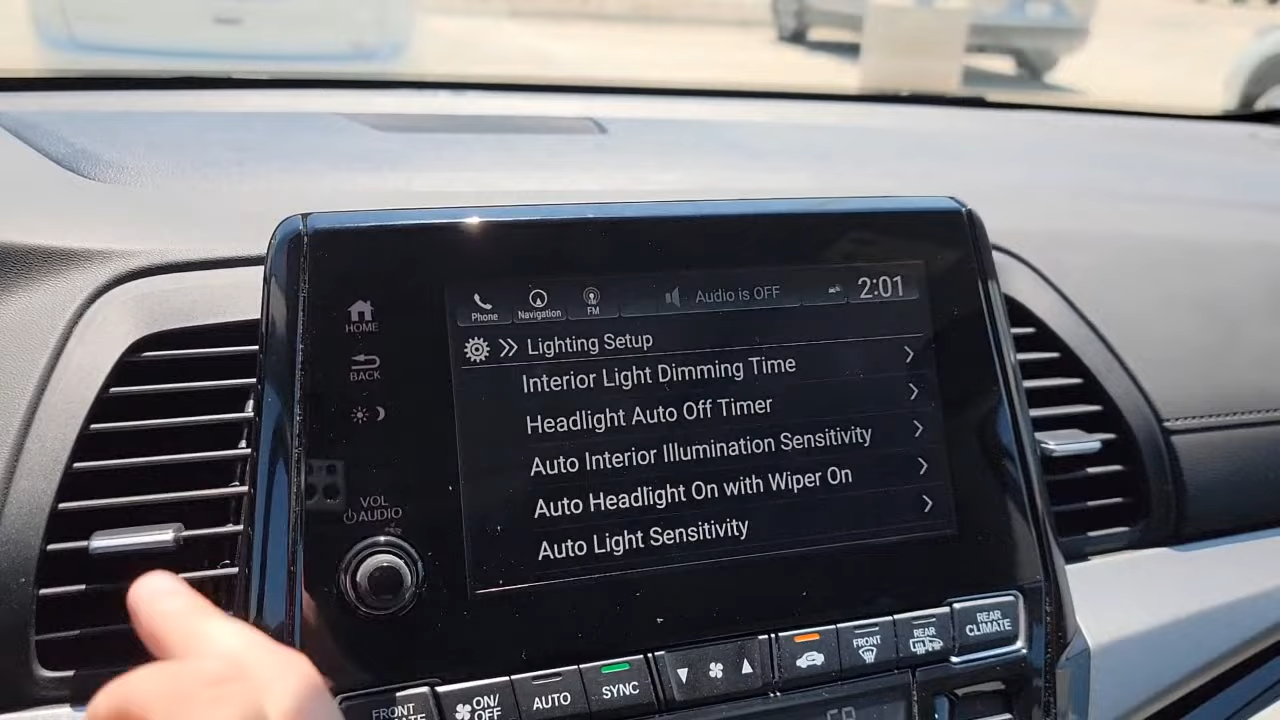 Phone
Navigation
FM
Audio is OFF
2:01
HOME
Lighting Setup
BACK
Interior Light Dimming Time
Headlight Auto Off Timer
Auto Interior Illumination Sensitivity
Auto Headlight On with Wiper On
Auto Light Sensitivity
VOL
AUDIO
FRONT
ON/
OFF
AUTO
SYNC
FRONT
REAR
REAR
CLIMATE